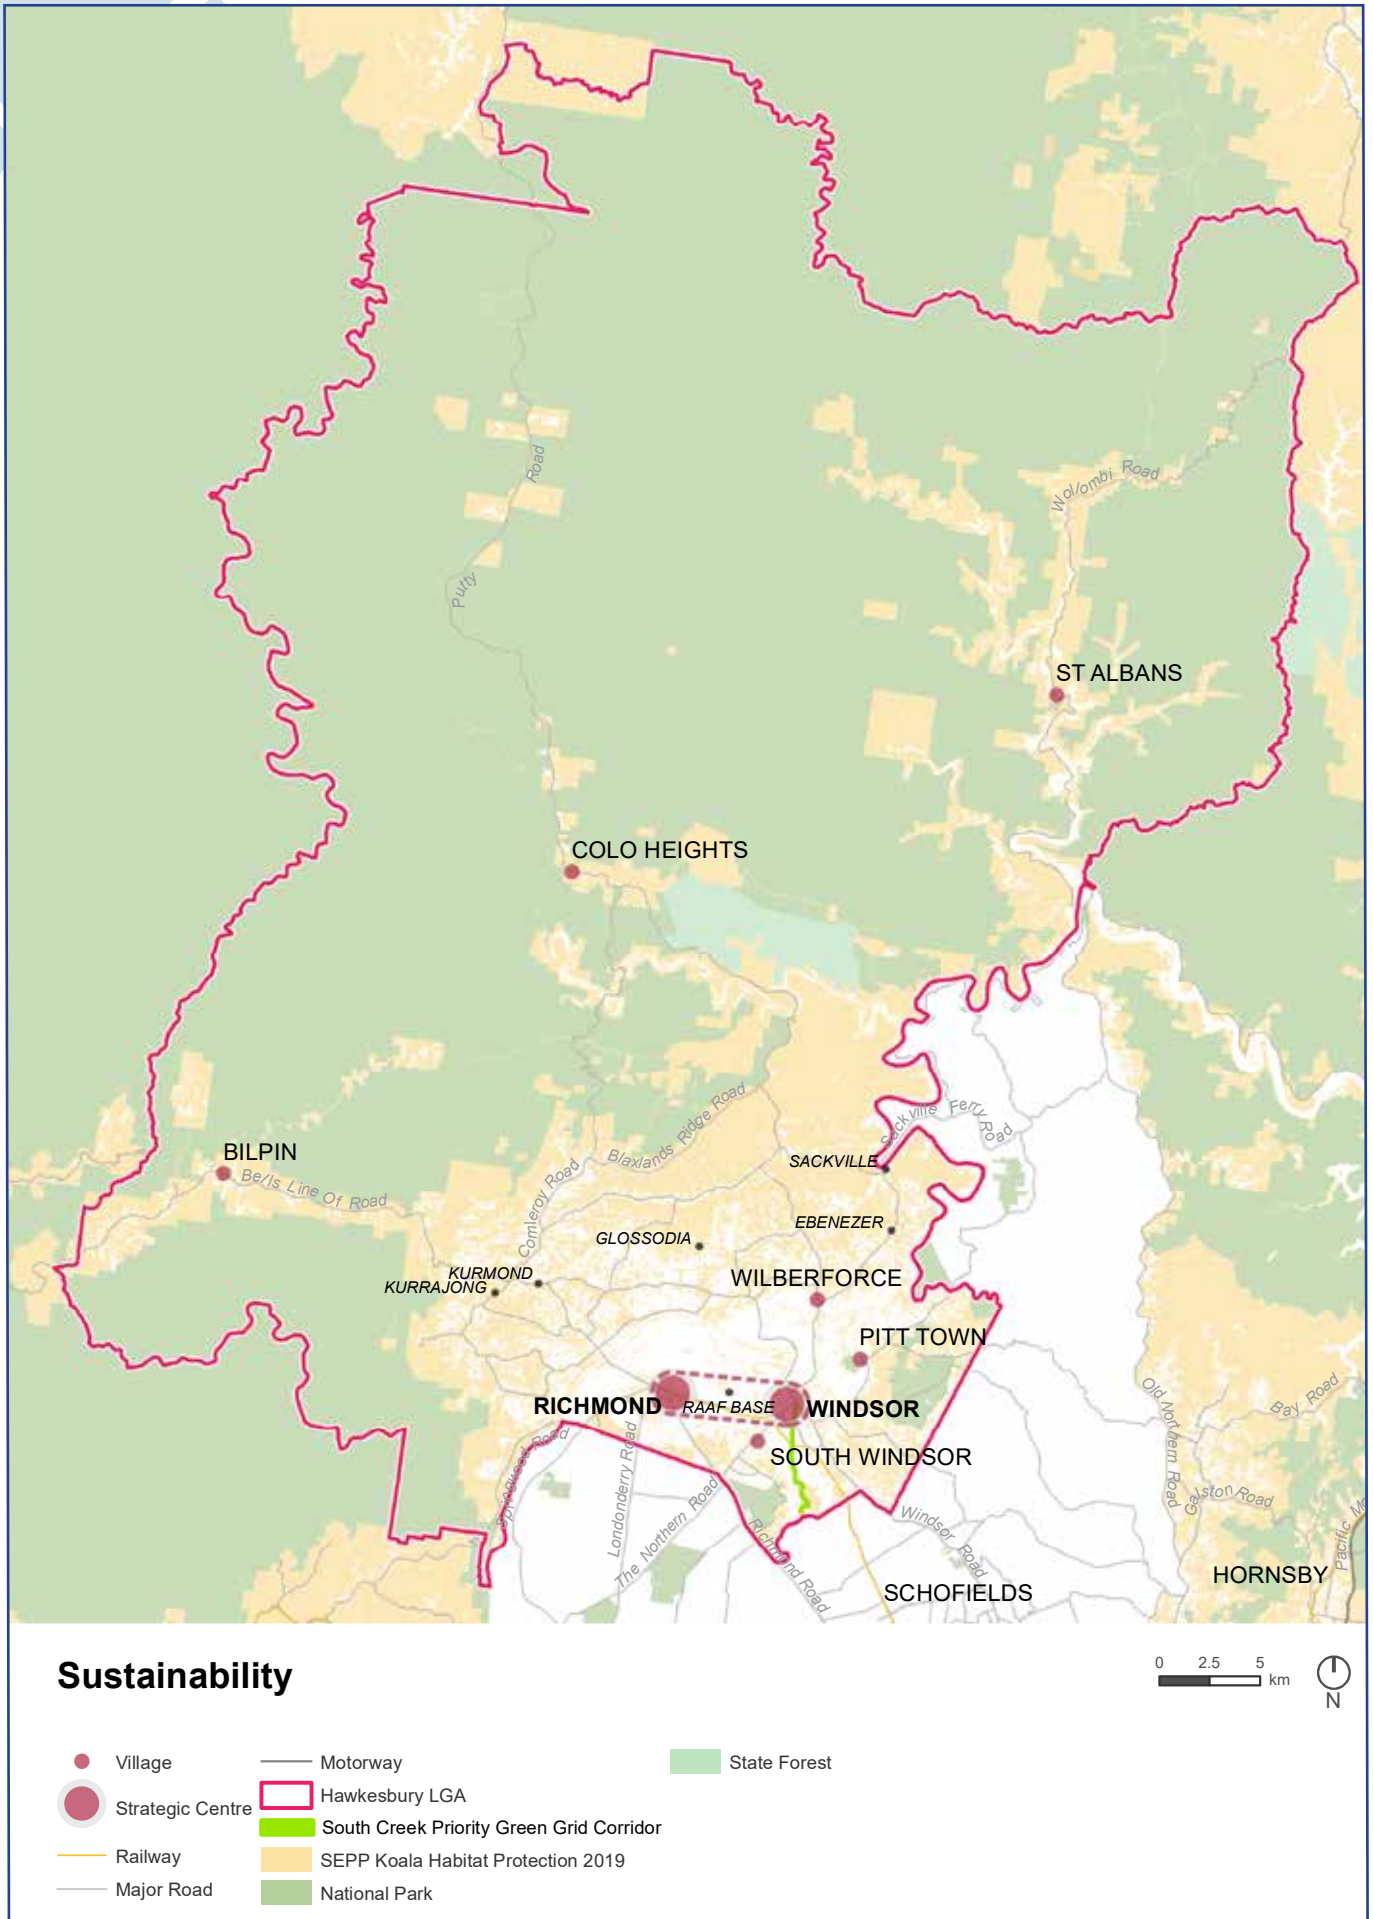 Road
Wollombi Road
Putty
ST ALBANS
COLO HEIGHTS
Blaxlands Ridge Road
Sackville Ferry Road
BILPIN
Bells Line Of Road
SACKVILLE
Comleroy Road
EBENEZER
GLOSSODIA
KURMOND
KURRAJONG
WILBERFORCE
PITT TOWN
RICHMOND
RAAF BASE
WINDSOR
SOUTH WINDSOR
Springwood Road
Londonderry Road
The Northern Road
Richmond Road
Windsor Road
Old Northern Road
Bay Road
Galston Road
SCHOFIELDS
HORNSBY
Pacific
Sustainability
0 2.5 5
km
N
Village
Strategic Centre
Railway
Major Road
Motorway
Hawkesbury LGA
South Creek Priority Green Grid Corridor
SEPP Koala Habitat Protection 2019
National Park
State Forest